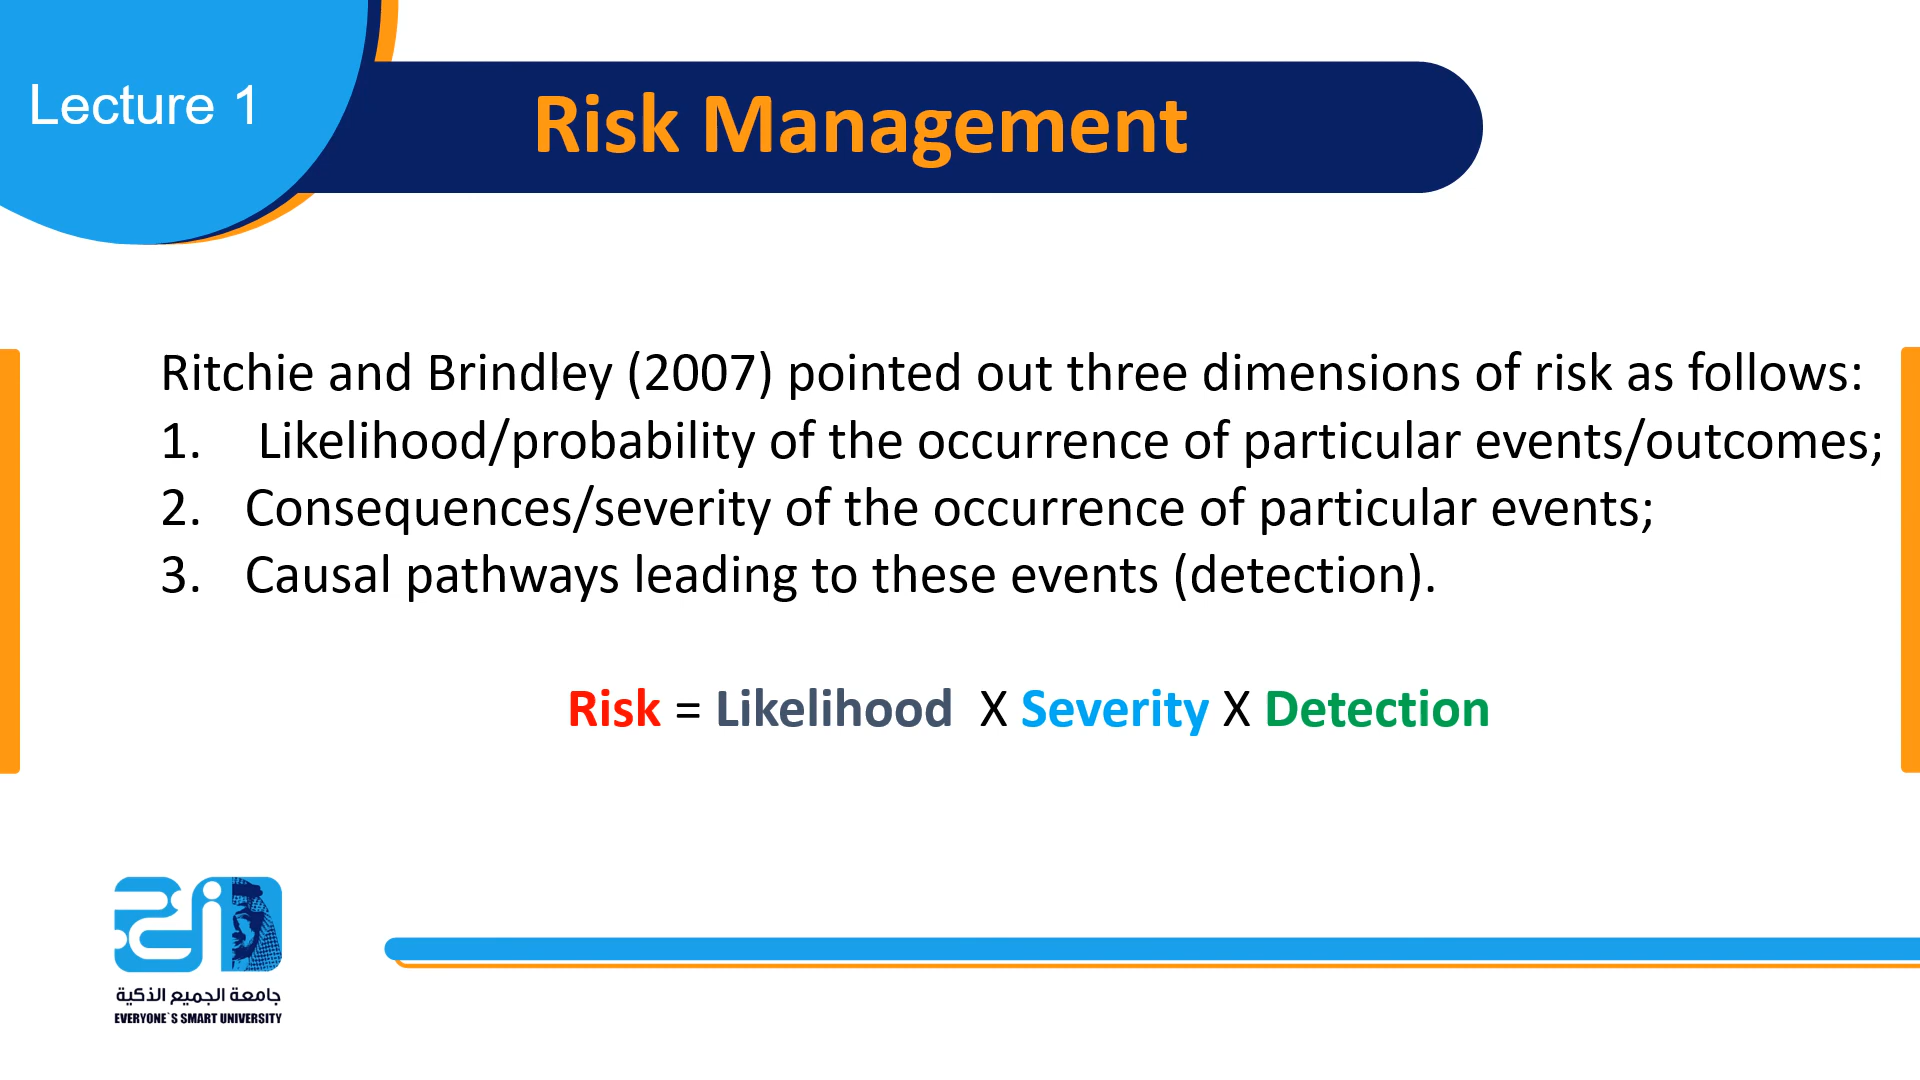 Lecture 1
Risk Management
Ritchie and Brindley (2007) pointed out three dimensions of risk as follows:
1. Likelihood/probability of the occurrence of particular events/outcomes;
2. Consequences/severity of the occurrence of particular events;
3. Causal pathways leading to these events (detection).
Risk = Likelihood X Severity X Detection
جامعة الجميع الذكية
EVERYONE`S SMART UNIVERSITY